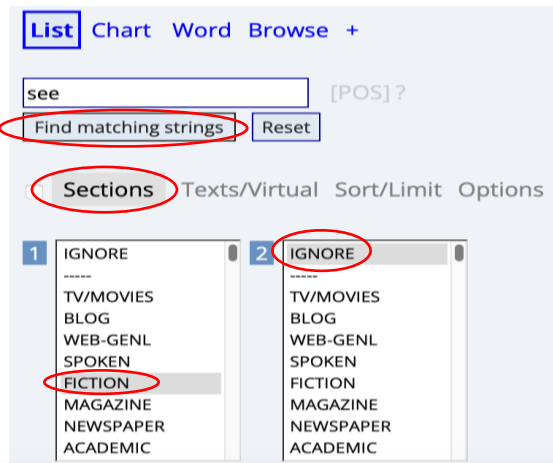 List Chart Word Browse +
see [POS] ?
Find matching strings Reset
Sections Texts/Virtual Sort/Limit Options
1 IGNORE 2 IGNORE
----- -----
TV/MOVIES TV/MOVIES
BLOG BLOG
WEB-GENL WEB-GENL
SPOKEN SPOKEN
FICTION FICTION
MAGAZINE MAGAZINE
NEWSPAPER NEWSPAPER
ACADEMIC ACADEMIC